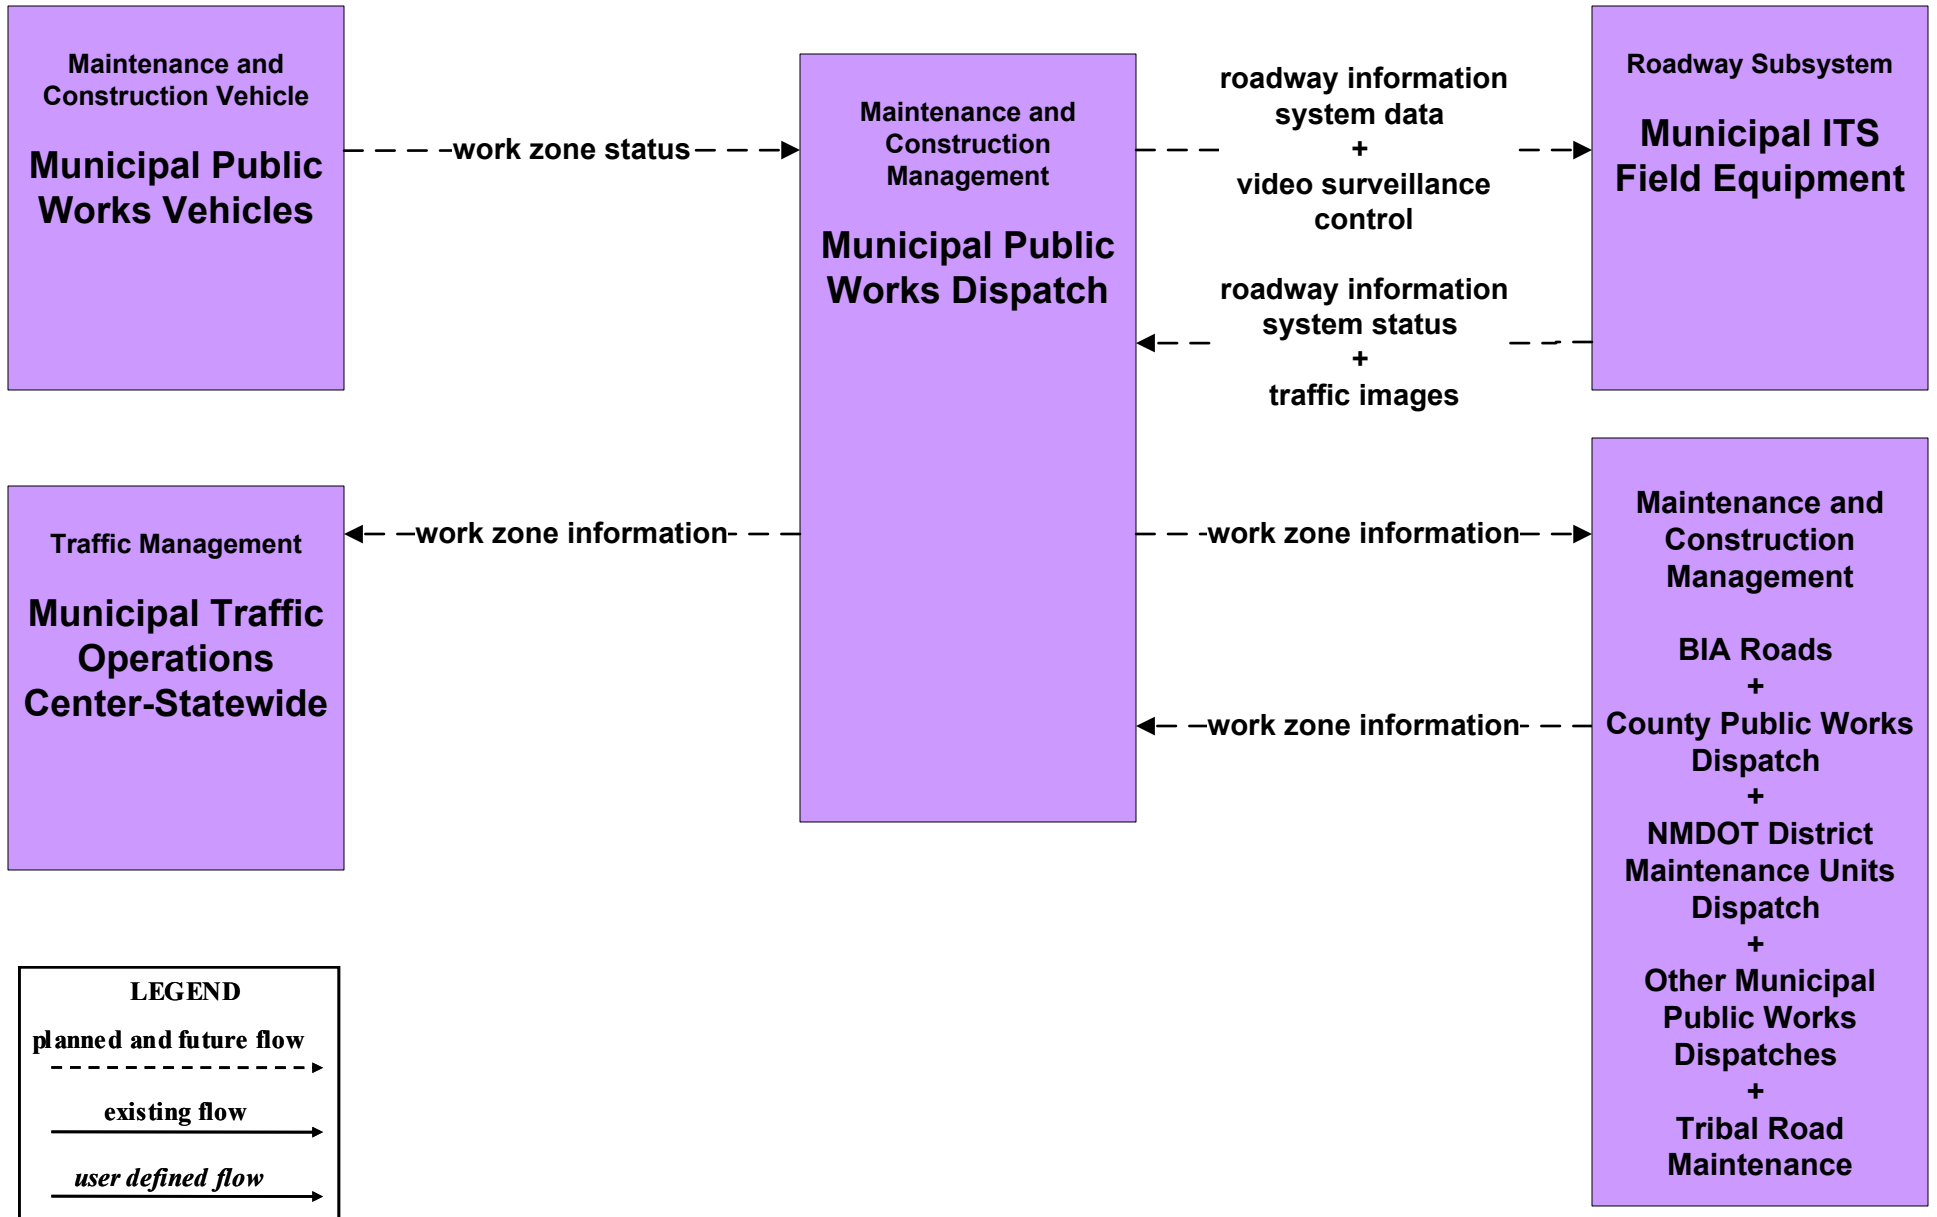 Maintenance and
Construction Vehicle
Municipal Public
Works Vehicles
work zone status
Maintenance and
Construction
Management
Municipal Public
Works Dispatch
roadway information
system data
+
video surveillance
control
Roadway Subsystem
Municipal ITS
Field Equipment
roadway information
system status
+
traffic images
Traffic Management
Municipal Traffic
Operations
Center-Statewide
work zone information
work zone information
work zone information
Maintenance and
Construction
Management
BIA Roads
+
County Public Works
Dispatch
+
NMDOT District
Maintenance Units
Dispatch
+
Other Municipal
Public Works
Dispatches
+
Tribal Road
Maintenance
LEGEND
planned and future flow
existing flow
user defined flow